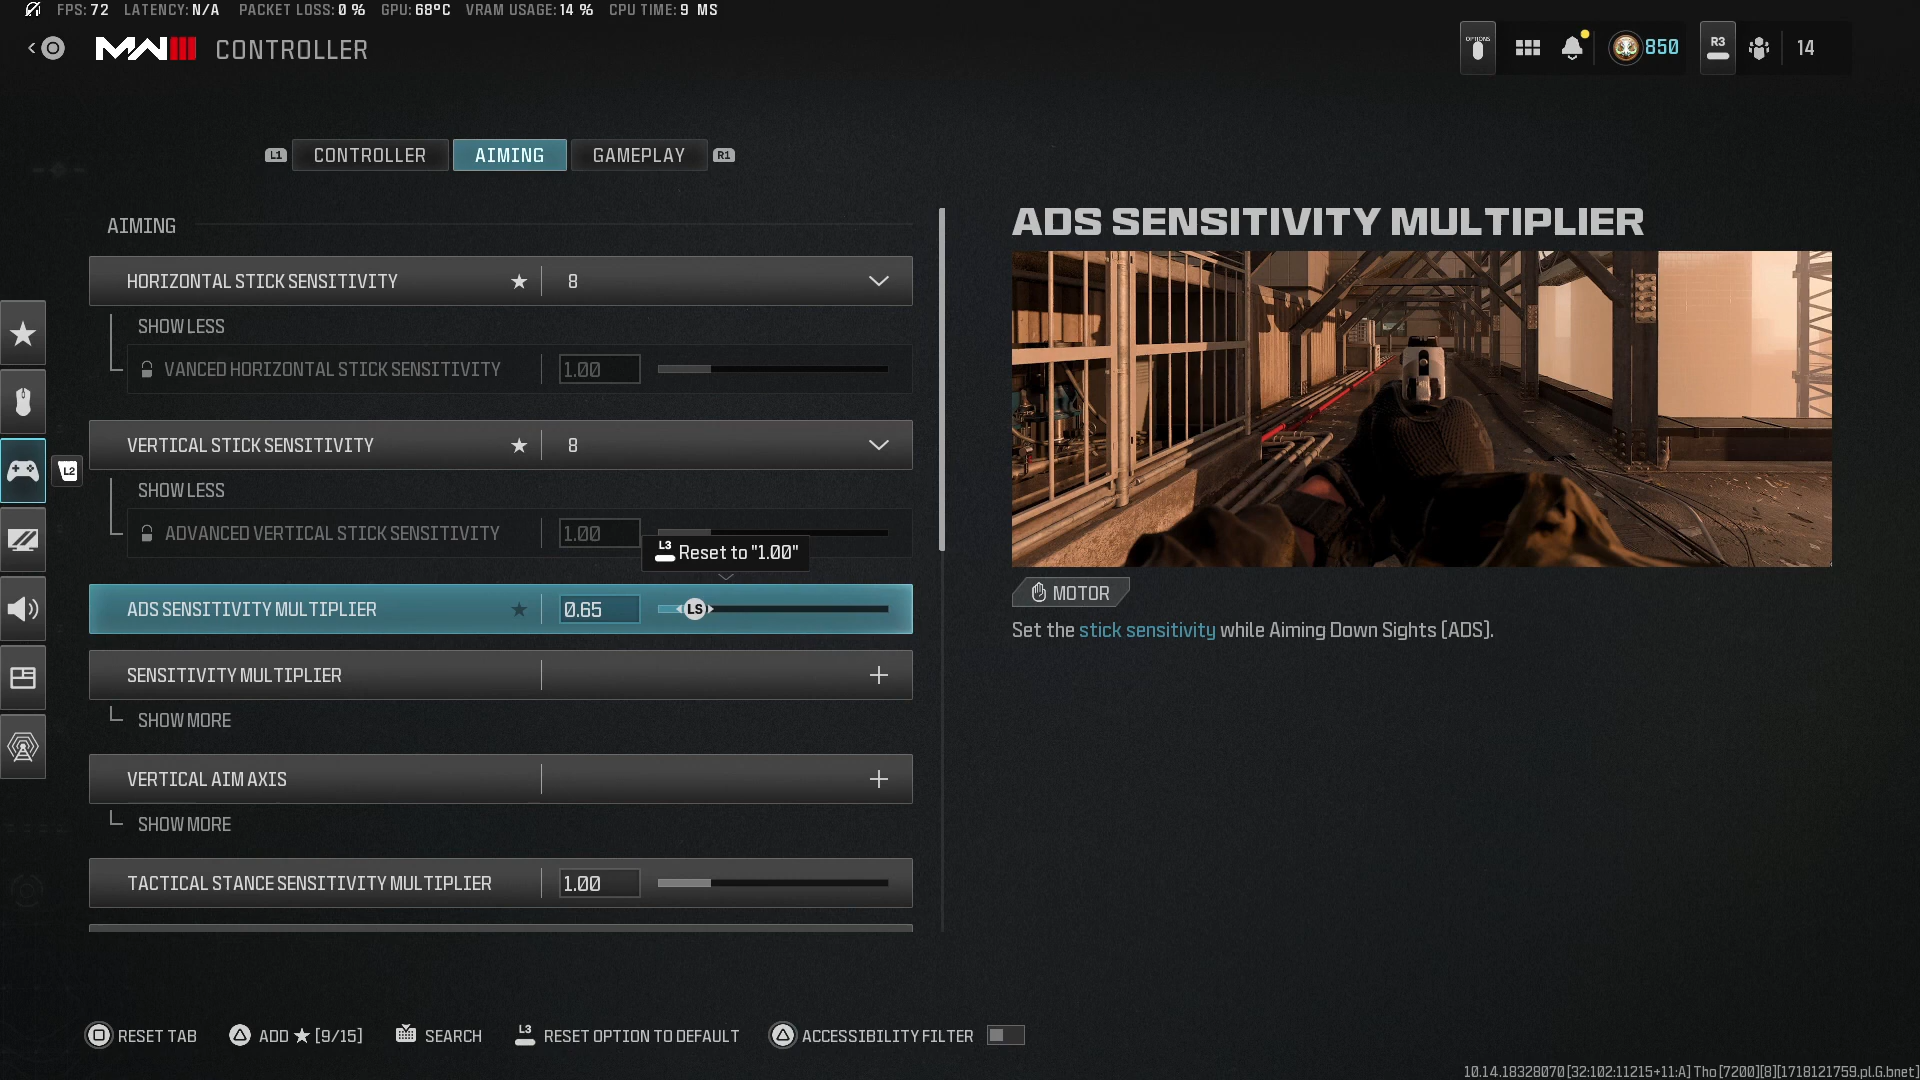 FPS: 72 LATENCY: N/A PACKET LOSS: 0 % GPU: 68°C VRAM USAGE: 14 % CPU TIME: 9 MS
MWIII CONTROLLER
OPTIONS
850
R3
14
L1 CONTROLLER AIMING GAMEPLAY R1
AIMING
HORIZONTAL STICK SENSITIVITY 8
SHOW LESS
VANCED HORIZONTAL STICK SENSITIVITY 1.00
VERTICAL STICK SENSITIVITY 8
L2
SHOW LESS
ADVANCED VERTICAL STICK SENSITIVITY 1.00
L3 Reset to "1.00"
ADS SENSITIVITY MULTIPLIER 0.65 LS
SENSITIVITY MULTIPLIER
SHOW MORE
VERTICAL AIM AXIS
SHOW MORE
TACTICAL STANCE SENSITIVITY MULTIPLIER 1.00
ADS SENSITIVITY MULTIPLIER
MOTOR
Set the stick sensitivity while Aiming Down Sights [ADS].
RESET TAB ADD ★ [9/15] SEARCH L3 RESET OPTION TO DEFAULT ACCESSIBILITY FILTER
10.14.18328070 [32:102:11215+11:A] Tho [7200][8][1718121759.pl.G.bnet]